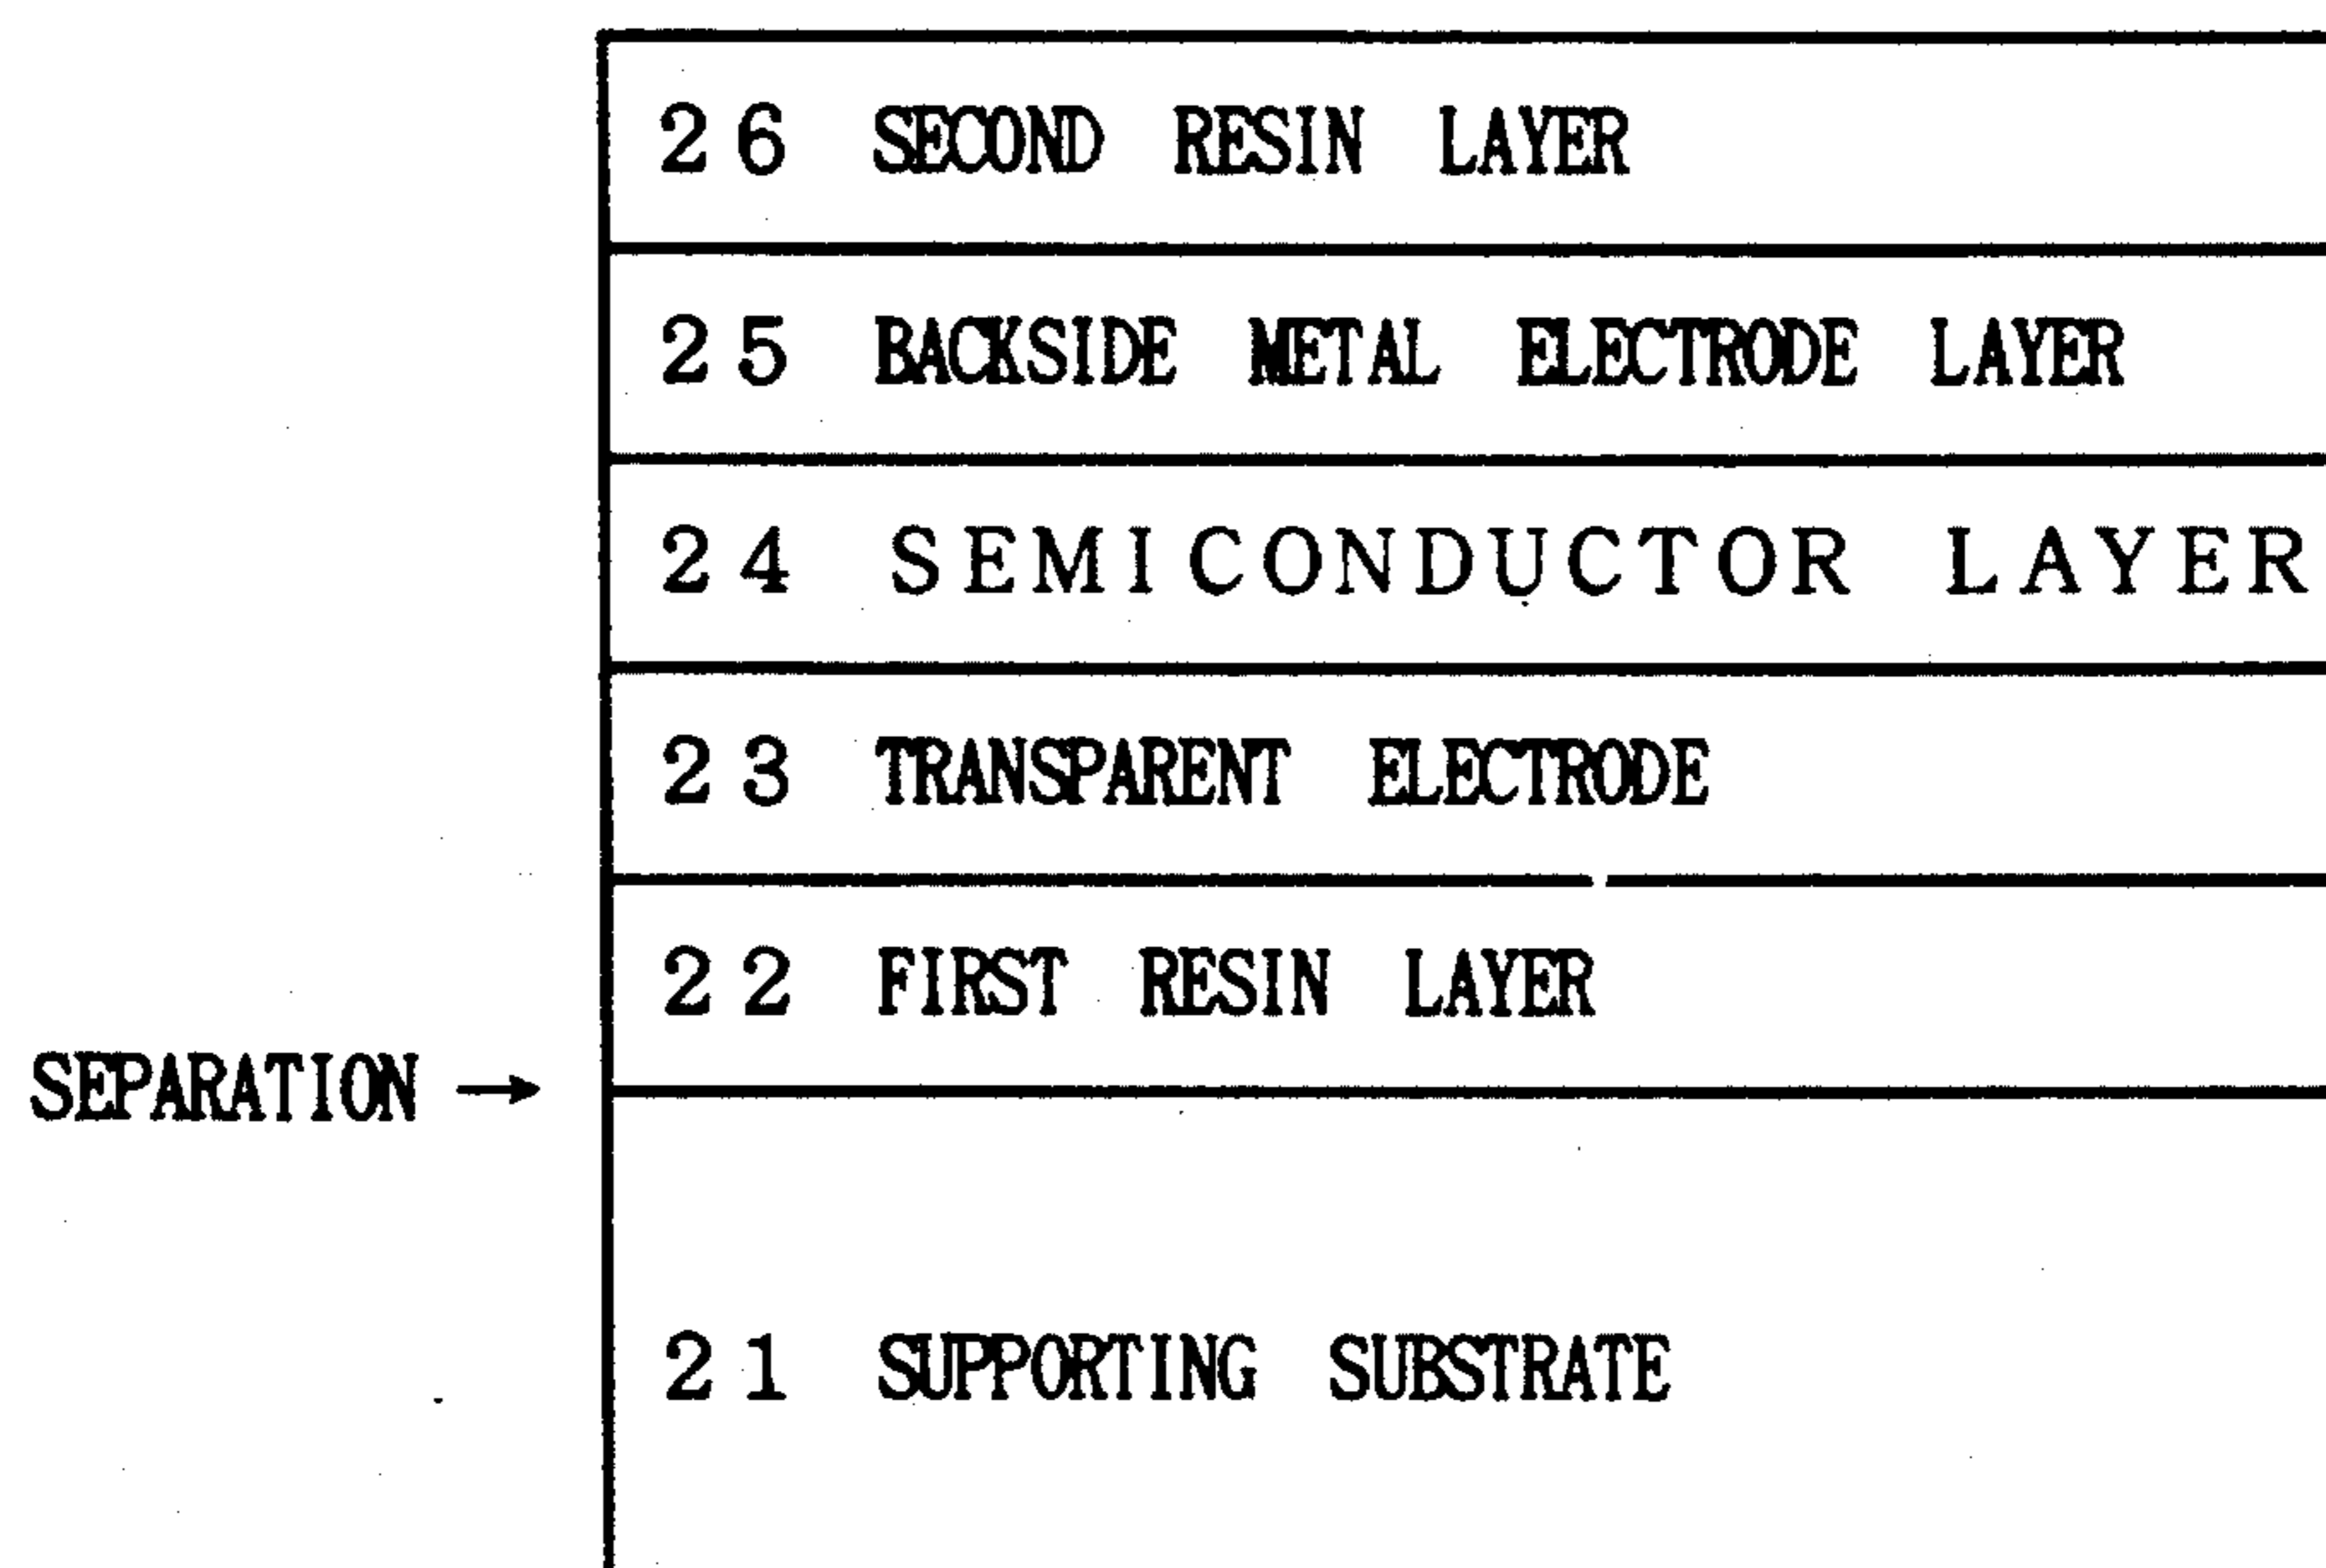 26 SECOND RESIN LAYER
25 BACKSIDE METAL ELECTRODE LAYER
24 SEMICONDUCTOR LAYER
23 TRANSPARENT ELECTRODE
22 FIRST RESIN LAYER
SEPARATION →
21 SUPPORTING SUBSTRATE